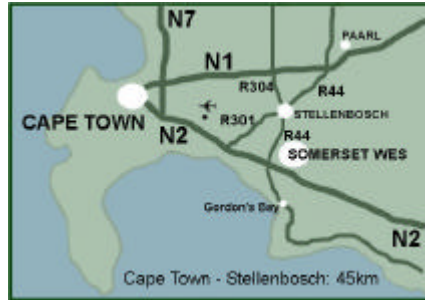 N7
PAARL
N1
R304
R44
CAPE TOWN
R301
STELLENBOSCH
N2
R44
SOMERSET WES
Gordon's Bay
N2
Cape Town - Stellenbosch: 45km